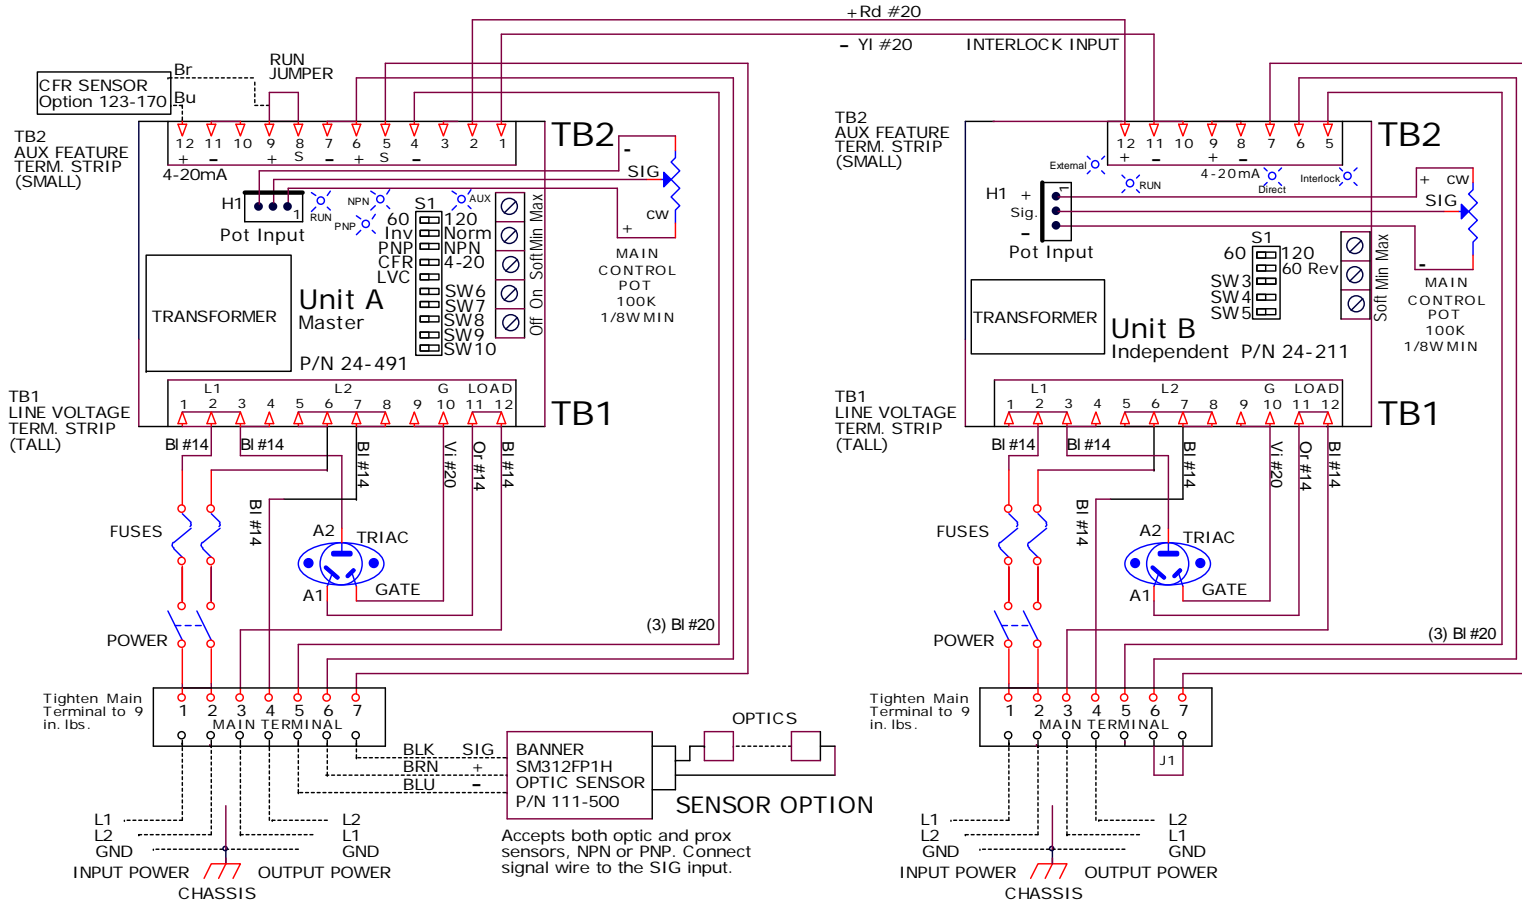 +Rd #20
- Yl #20 INTERLOCK INPUT
RUN
JUMPER
CFR SENSOR
Option 123-170
Br
Bu
TB2
AUX FEATURE
TERM. STRIP
(SMALL)
12 11 10 9 8 7 6 5 4 3 2 1
+ - + S + S -
4-20mA
TB2
H1
1
Pot Input
RUN
NPN
PNP
AUX
S1
60 120
Inv Norm
PNP NPN
CFR 4-20
LVC
SW6
SW7
SW8
SW9
SW10
Off On Soft Min Max
-
SIG
CW
+
MAIN
CONTROL
POT
100K
1/8W MIN
TRANSFORMER
Unit A
Master
P/N 24-491
TB1
LINE VOLTAGE
TERM. STRIP
(TALL)
L1 L2 G LOAD
1 2 3 4 5 6 7 8 9 10 11 12
TB1
Bl #14
Bl #14
Bl #14
Vi #20
Or #14
Bl #14
Bl #14
FUSES
A2
TRIAC
A1
GATE
POWER
(3) Bl #20
Tighten Main
Terminal to 9
in. lbs.
1 2 3 4 5 6 7
MAIN TERMINAL
BLK SIG
BRN +
BLU -
BANNER
SM312FP1H
OPTIC SENSOR
P/N 111-500
OPTICS
SENSOR OPTION
Accepts both optic and prox
sensors, NPN or PNP. Connect
signal wire to the SIG input.
L1
L2
GND
INPUT POWER
CHASSIS
L2
L1
GND
OUTPUT POWER
TB2
AUX FEATURE
TERM. STRIP
(SMALL)
12 11 10 9 8 7 6 5
+ - + -
4-20mA
TB2
External
RUN
Direct
Interlock
H1 +
Sig.
-
1
Pot Input
S1
60 120
60 Rev
SW3
SW4
SW5
Soft Min Max
+ CW
SIG
-
MAIN
CONTROL
POT
100K
1/8W MIN
TRANSFORMER
Unit B
Independent P/N 24-211
TB1
LINE VOLTAGE
TERM. STRIP
(TALL)
L1 L2 G LOAD
1 2 3 4 5 6 7 8 9 10 11 12
TB1
Bl #14
Bl #14
Bl #14
Vi #20
Or #14
Bl #14
Bl #14
FUSES
A2
TRIAC
A1
GATE
POWER
(3) Bl #20
Tighten Main
Terminal to 9
in. lbs.
1 2 3 4 5 6 7
MAIN TERMINAL
J1
L1
L2
GND
INPUT POWER
CHASSIS
L2
L1
GND
OUTPUT POWER